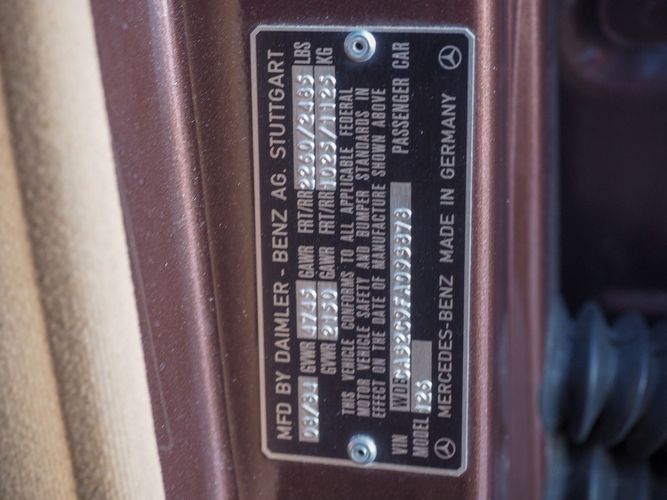 MFD BY DAIMLER - BENZ AG. STUTTGART
GVWR 4745 GAWR FRT/RR 2260/2485 LBS
GVWR 2150 GAWR FRT/RR 1025/1125 KG
THIS VEHICLE CONFORMS TO ALL APPLICABLE FEDERAL
MOTOR VEHICLE SAFETY AND BUMPER STANDARDS IN
EFFECT ON THE DATE OF MANUFACTURE SHOWN ABOVE
VIN PASSENGER CAR
MODEL 126
MERCEDES-BENZ MADE IN GERMANY